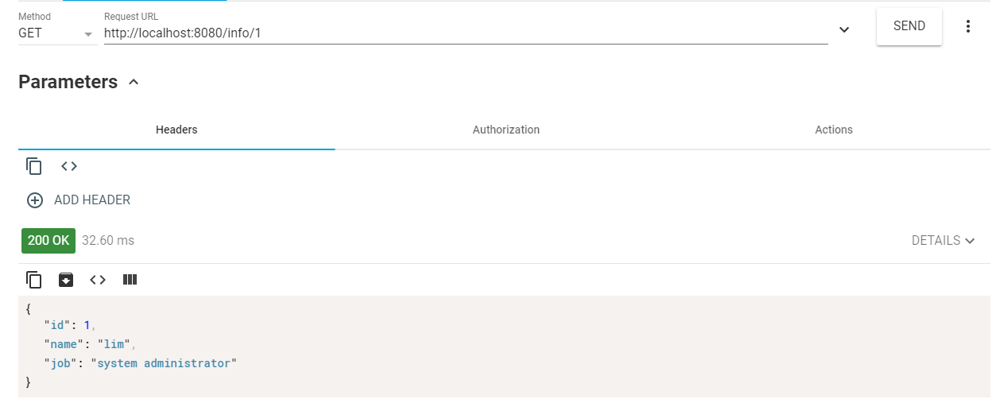 Method
Request URL
GET
http://localhost:8080/info/1
SEND
Parameters
Headers
Authorization
Actions
ADD HEADER
200 OK 32.60 ms
DETAILS
{
"id": 1,
"name": "lim",
"job": "system administrator"
}